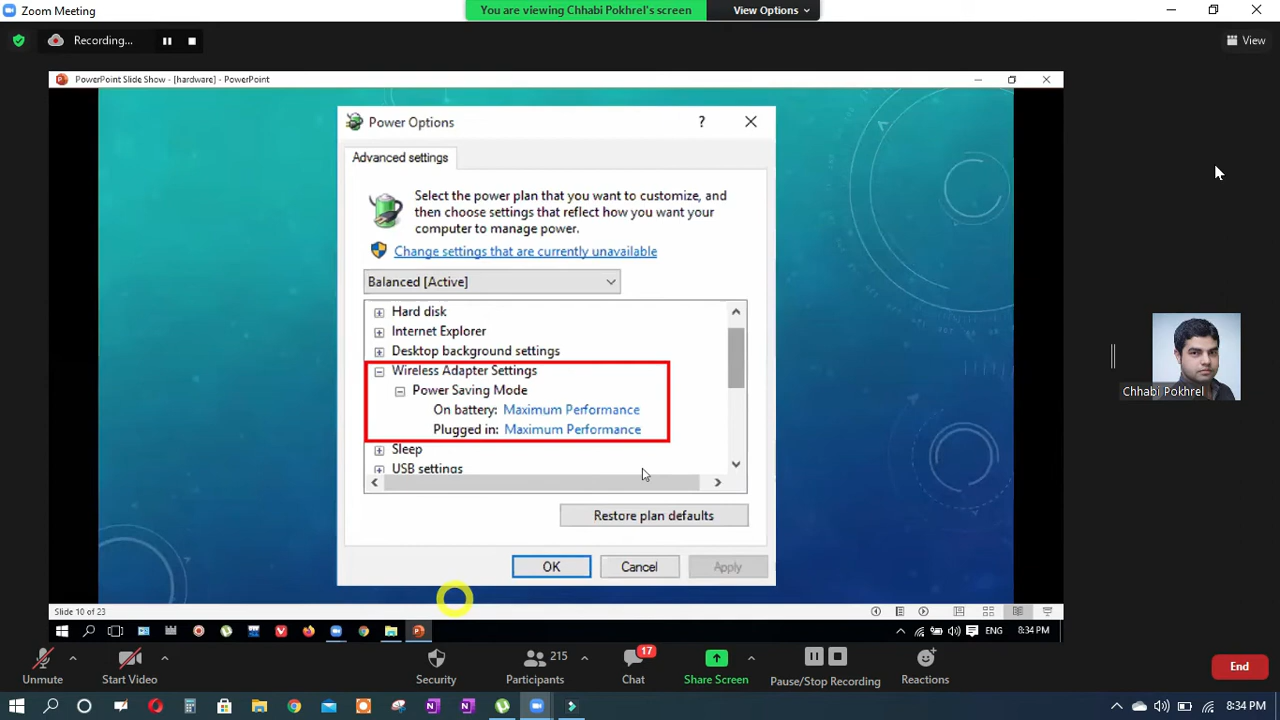 Zoom Meeting
You are viewing Chhabi Pokhrel's screen
View Options
Recording...
View
PowerPoint Slide Show - [hardware] - PowerPoint
Power Options
?
Advanced settings
Select the power plan that you want to customize, and
then choose settings that reflect how you want your
computer to manage power.
Change settings that are currently unavailable
Balanced [Active]
Hard disk
Internet Explorer
Desktop background settings
Wireless Adapter Settings
Power Saving Mode
On battery: Maximum Performance
Plugged in: Maximum Performance
Sleep
USB settings
Restore plan defaults
OK
Cancel
Apply
Chhabi Pokhrel
Slide 10 of 23
ENG
8:34 PM
Unmute
Start Video
Security
215
Participants
17
Chat
Share Screen
Pause/Stop Recording
Reactions
End
8:34 PM